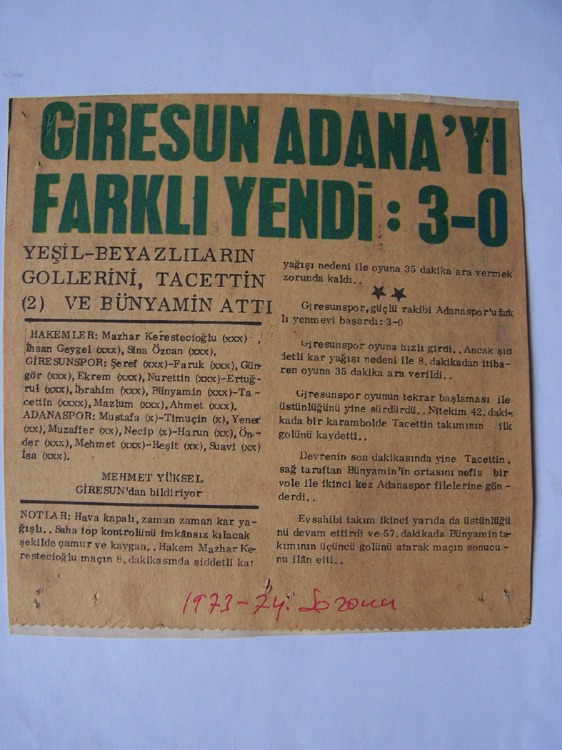 GİRESUN ADANA'YI
FARKLI YENDİ : 3-0
YEŞİL-BEYAZLILARIN
GOLLERİNİ, TACETTİN
(2) VE BÜNYAMİN ATTI
HAKEMLER: Mazhar Kerestecioğlu (xxx)
İhsan Geygel (xxx), Sina Özcan (xxx).
GİRESUNSPOR: Şeref (xxx)-Faruk (xx), Gün-
gör (xx), Ekrem (xxx), Nurettin (xxx)-Ertuğ-
rul (xxx), İbrahim (xxx), Bünyamin (xxx)-Ta-
cettin (xxxx), Mazlum (xxx), Ahmet (xxx).
ADANASPOR: Mustafa (x)-Timuçin (x), Yener
(xx), Muzaffer (xx), Necip (x)-Harun (xx), Ön-
der (xxx), Mehmet (xxx)-Reşit (xx), Suavi (xx)
İsa (xxx).
MEHMET YÜKSEL
GİRESUN'dan bildiriyor
NOTLAR: Hava kapalı, zaman zaman kar ya-
ğışlı.. Saha top kontrolünü imkânsız kılacak
şekilde çamur ve kaygan.. Hakem Mazhar Ke-
restecioğlu maçın 8. dakikasında şiddetli kar
yağışı nedeni ile oyuna 35 dakika ara vermek
zorunda kaldı..
Giresunspor, güçlü rakibi Adanaspor'u fark
lı yenmeyi başardı: 3-0
Giresunspor oyuna hızlı girdi.. Ancak şid
detli kar yağışı nedeni ile 8. dakikadan itiba-
ren oyuna 35 dakika ara verildi..
Giresunspor oyunun tekrar başlaması ile
üstünlüğünü yine sürdürdü.. Nitekim 42. daki-
kada bir karambolde Tacettin takımının ilk
golünü kaydetti..
Devrenin son dakikasında yine Tacettin,
sağ taraftan Bünyamin'in ortasını nefis bir
vole ile ikinci kez Adanaspor filelerine gön-
derdi..
Ev sahibi takım ikinci yarıda da üstünlüğü
nü devam ettirdi ve 57. dakikada Bünyamin ta-
kımının üçüncü golünü atarak maçın sonucu-
nu ilân etti..
1973-74. Sezonu